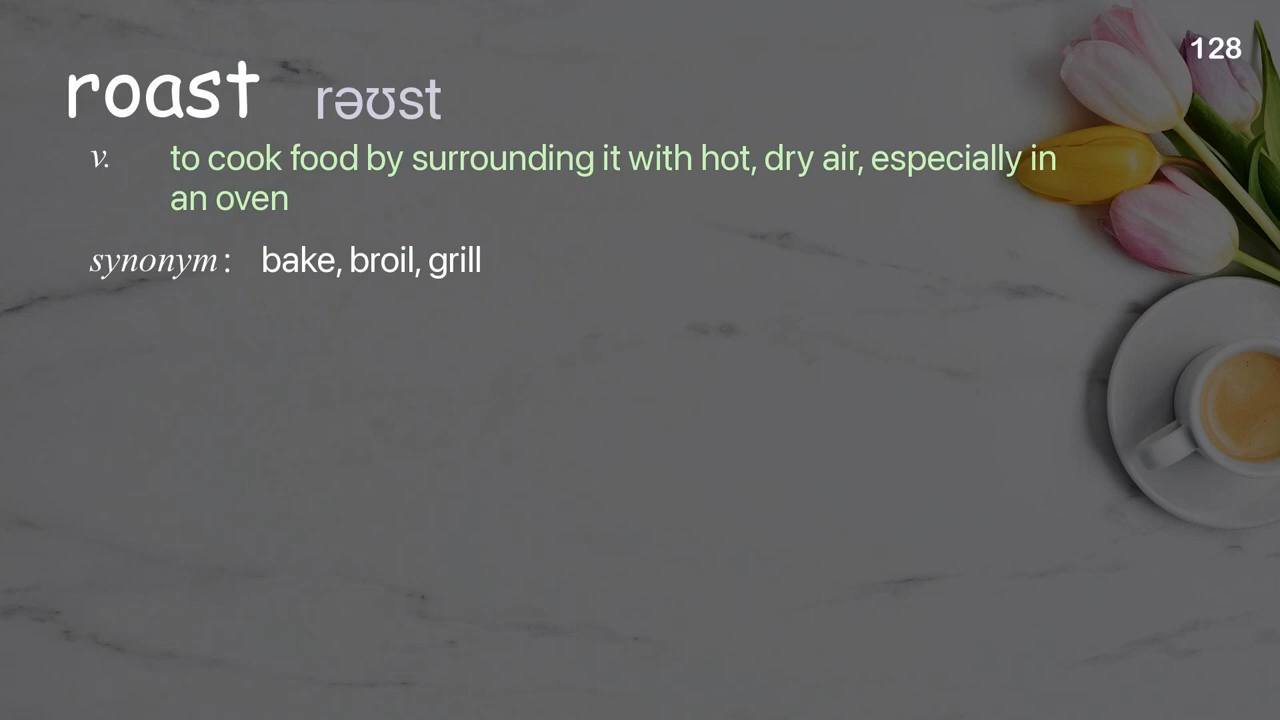 128
roast rəʊst
v. to cook food by surrounding it with hot, dry air, especially in
an oven
synonym: bake, broil, grill